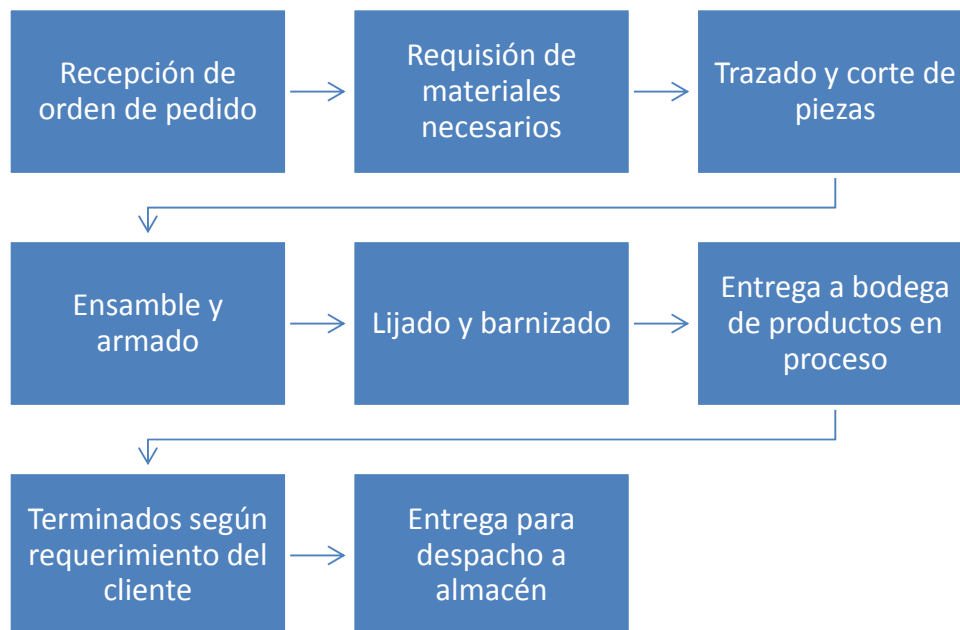 Recepción de
orden de pedido
Requisión de
materiales
necesarios
Trazado y corte de
piezas
Ensamble y
armado
Lijado y barnizado
Entrega a bodega
de productos en
proceso
Terminados según
requerimiento del
cliente
Entrega para
despacho a
almacén